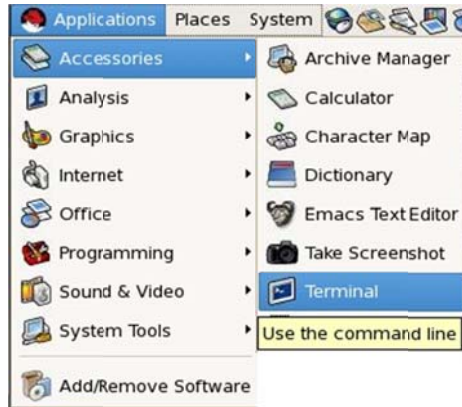 Applications Places System
Accessories
Analysis
Graphics
Internet
Office
Programming
Sound & Video
System Tools
Add/Remove Software
Archive Manager
Calculator
Character Map
Dictionary
Emacs Text Editor
Take Screenshot
Terminal
Use the command line